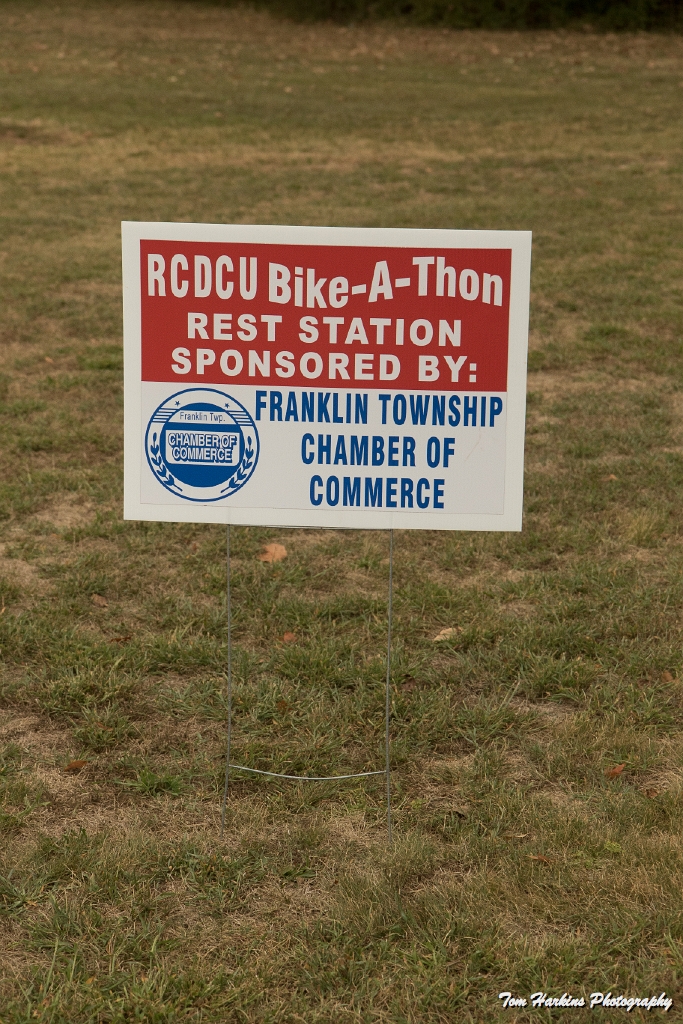 RCDCU Bike-A-Thon
REST STATION
SPONSORED BY:
Franklin Twp.
CHAMBER OF
COMMERCE
FRANKLIN TOWNSHIP
CHAMBER OF
COMMERCE
Tom Harkins Photography